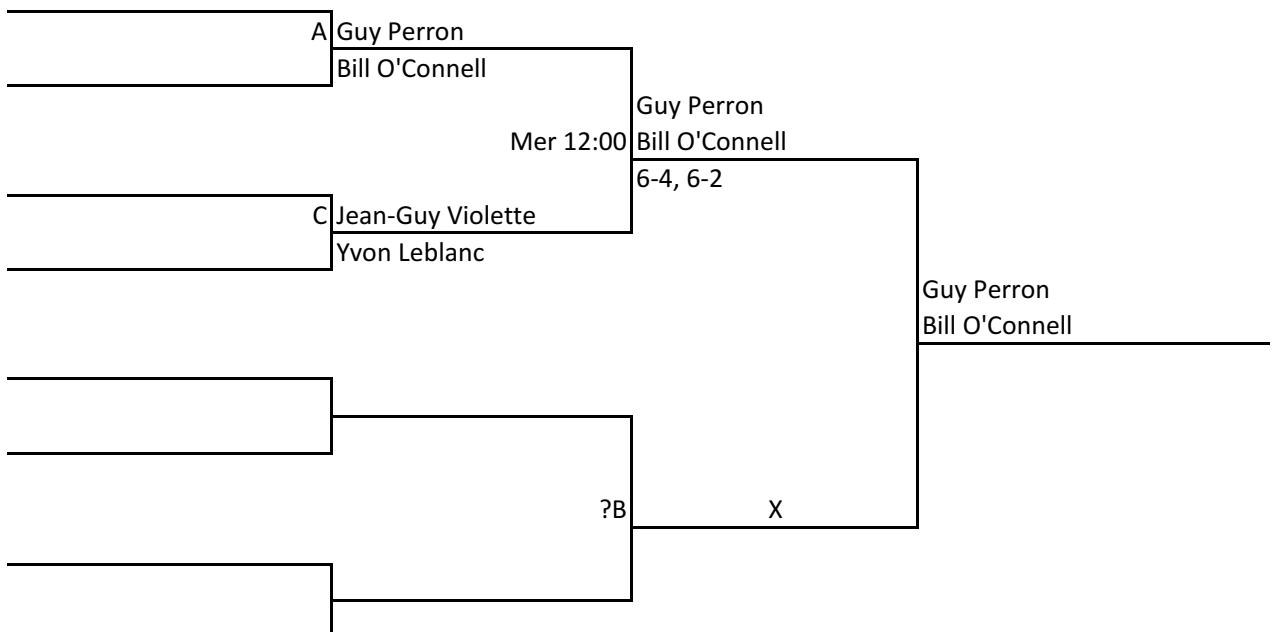 A Guy Perron
Bill O'Connell
Guy Perron
Mer 12:00 Bill O'Connell
6-4, 6-2
C Jean-Guy Violette
Yvon Leblanc
Guy Perron
Bill O'Connell
?B X